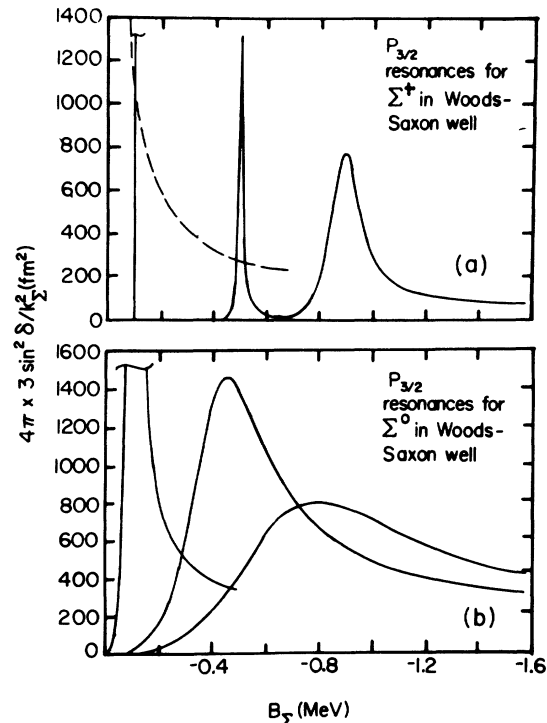 1400
1200
1000
800
600
400
200
0
P3/2
resonances for
Σ+ in Woods-
Saxon well
(a)
4π x 3 sin² δ/k²Σ(fm²)
1600
1400
1200
1000
800
600
400
200
0
P3/2
resonances for
Σ° in Woods-
Saxon well
(b)
-0.4 -0.8 -1.2 -1.6
BΣ (MeV)